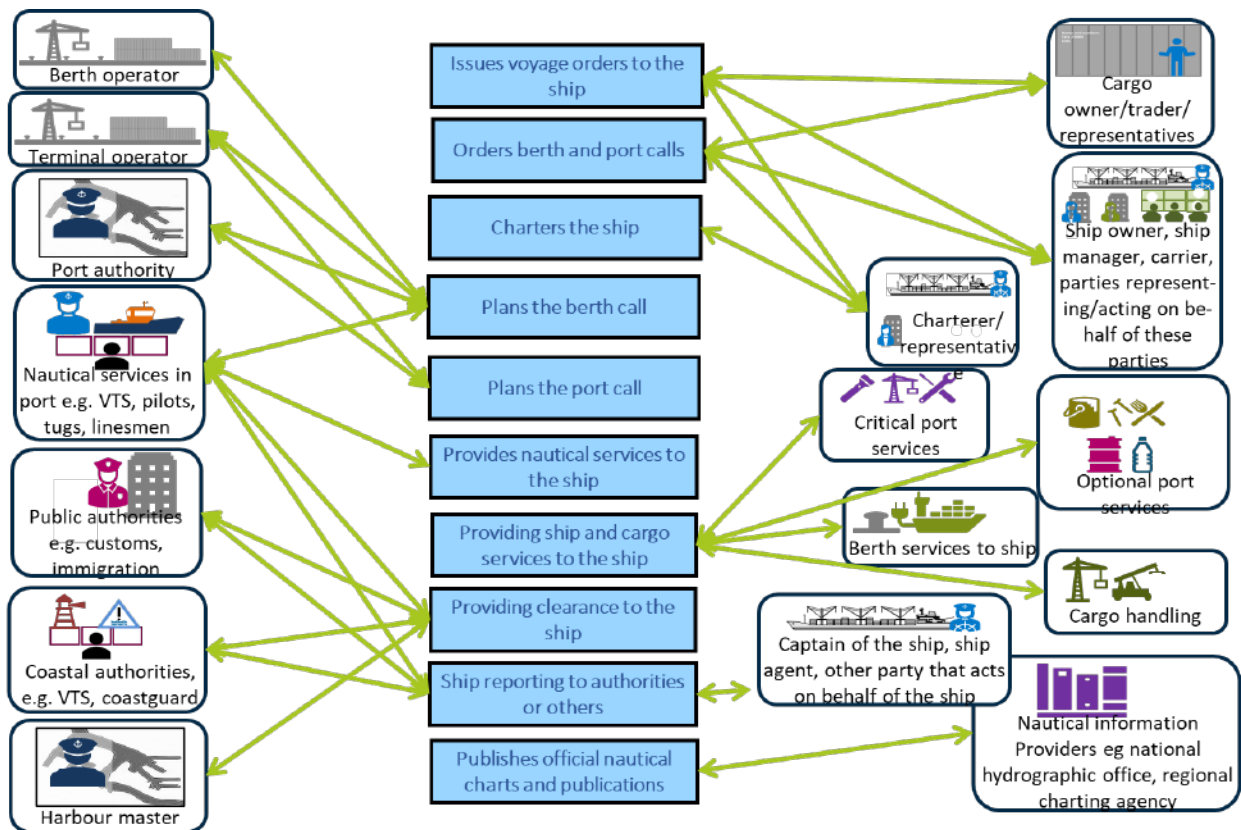 Berth operator
Terminal operator
Port authority
Nautical services in
port e.g. VTS, pilots,
tugs, linesmen
Public authorities
e.g. customs,
immigration
Coastal authorities,
e.g. VTS, coastguard
Harbour master
Issues voyage orders to the
ship
Orders berth and port calls
Charters the ship
Plans the berth call
Plans the port call
Provides nautical services to
the ship
Providing ship and cargo
services to the ship
Providing clearance to the
ship
Ship reporting to authorities
or others
Publishes official nautical
charts and publications
Cargo
owner/trader/
representatives
Ship owner, ship
manager, carrier,
parties represent-
ing/acting on be-
half of these
parties
Charterer/
representativ
e
Critical port
services
Optional port
services
Berth services to ship
Cargo handling
Captain of the ship, ship
agent, other party that acts
on behalf of the ship
Nautical information
Providers eg national
hydrographic office, regional
charting agency